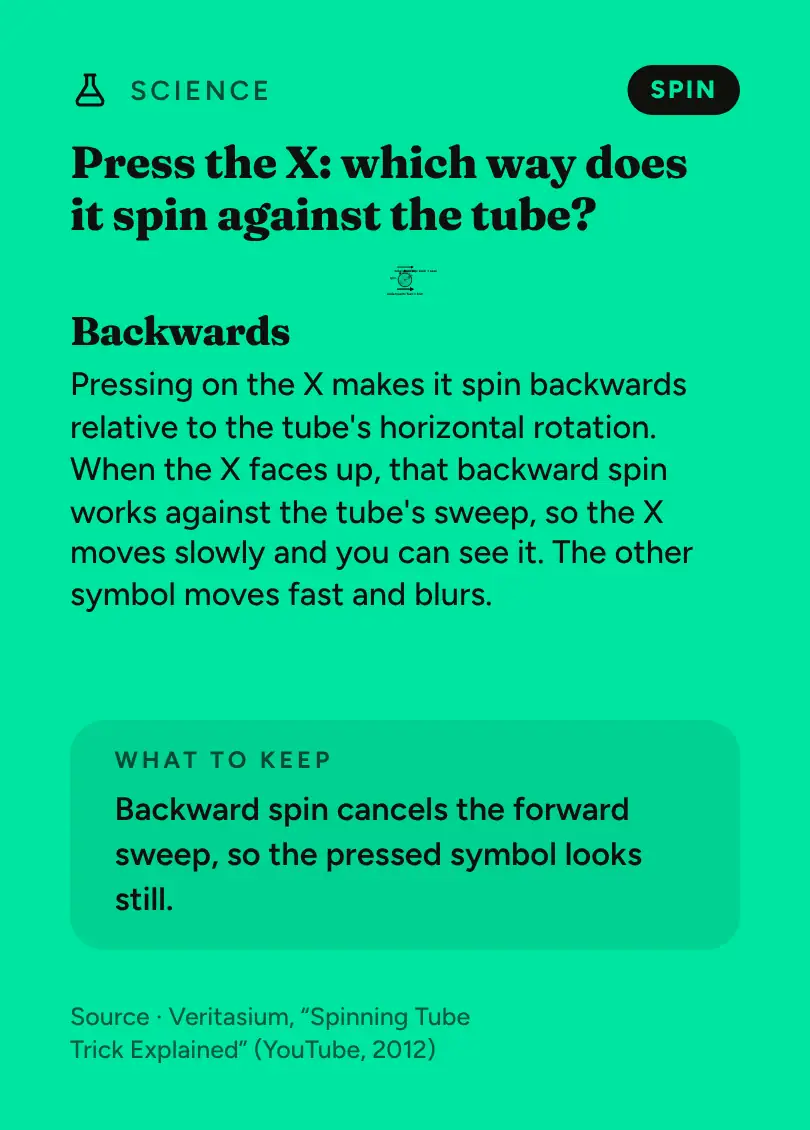 SCIENCE
SPIN
Press the X: which way does
it spin against the tube?
Backwards
Pressing on the X makes it spin backwards
relative to the tube's horizontal rotation.
When the X faces up, that backward spin
works against the tube's sweep, so the X
moves slowly and you can see it. The other
symbol moves fast and blurs.
WHAT TO KEEP
Backward spin cancels the forward
sweep, so the pressed symbol looks
still.
Source · Veritasium, “Spinning Tube
Trick Explained” (YouTube, 2012)